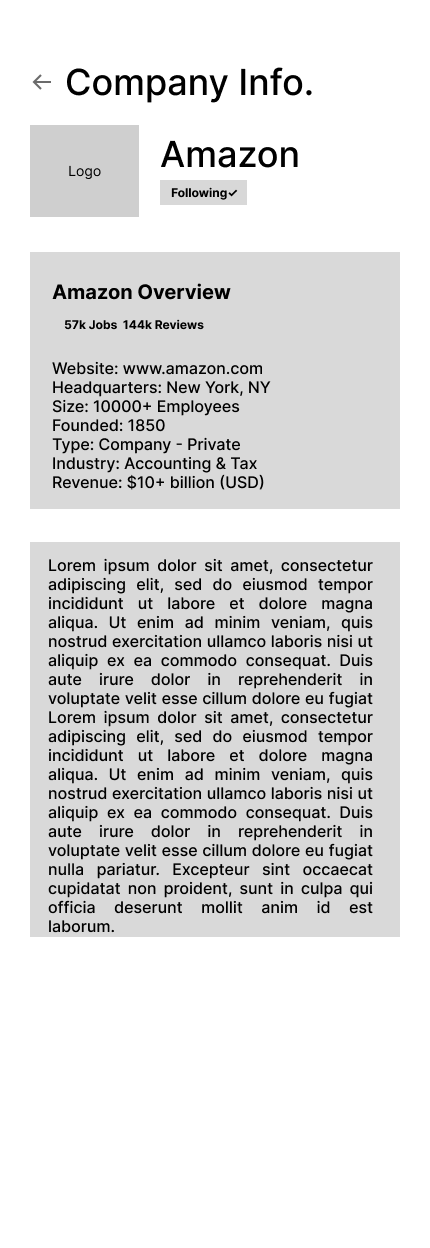 Company Info.
Logo
Amazon
Following✓
Amazon Overview
57k Jobs 144k Reviews
Website: www.amazon.com
Headquarters: New York, NY
Size: 10000+ Employees
Founded: 1850
Type: Company - Private
Industry: Accounting & Tax
Revenue: $10+ billion (USD)
Lorem ipsum dolor sit amet, consectetur
adipiscing elit, sed do eiusmod tempor
incididunt ut labore et dolore magna
aliqua. Ut enim ad minim veniam, quis
nostrud exercitation ullamco laboris nisi ut
aliquip ex ea commodo consequat. Duis
aute irure dolor in reprehenderit in
voluptate velit esse cillum dolore eu fugiat
Lorem ipsum dolor sit amet, consectetur
adipiscing elit, sed do eiusmod tempor
incididunt ut labore et dolore magna
aliqua. Ut enim ad minim veniam, quis
nostrud exercitation ullamco laboris nisi ut
aliquip ex ea commodo consequat. Duis
aute irure dolor in reprehenderit in
voluptate velit esse cillum dolore eu fugiat
nulla pariatur. Excepteur sint occaecat
cupidatat non proident, sunt in culpa qui
officia deserunt mollit anim id est
laborum.